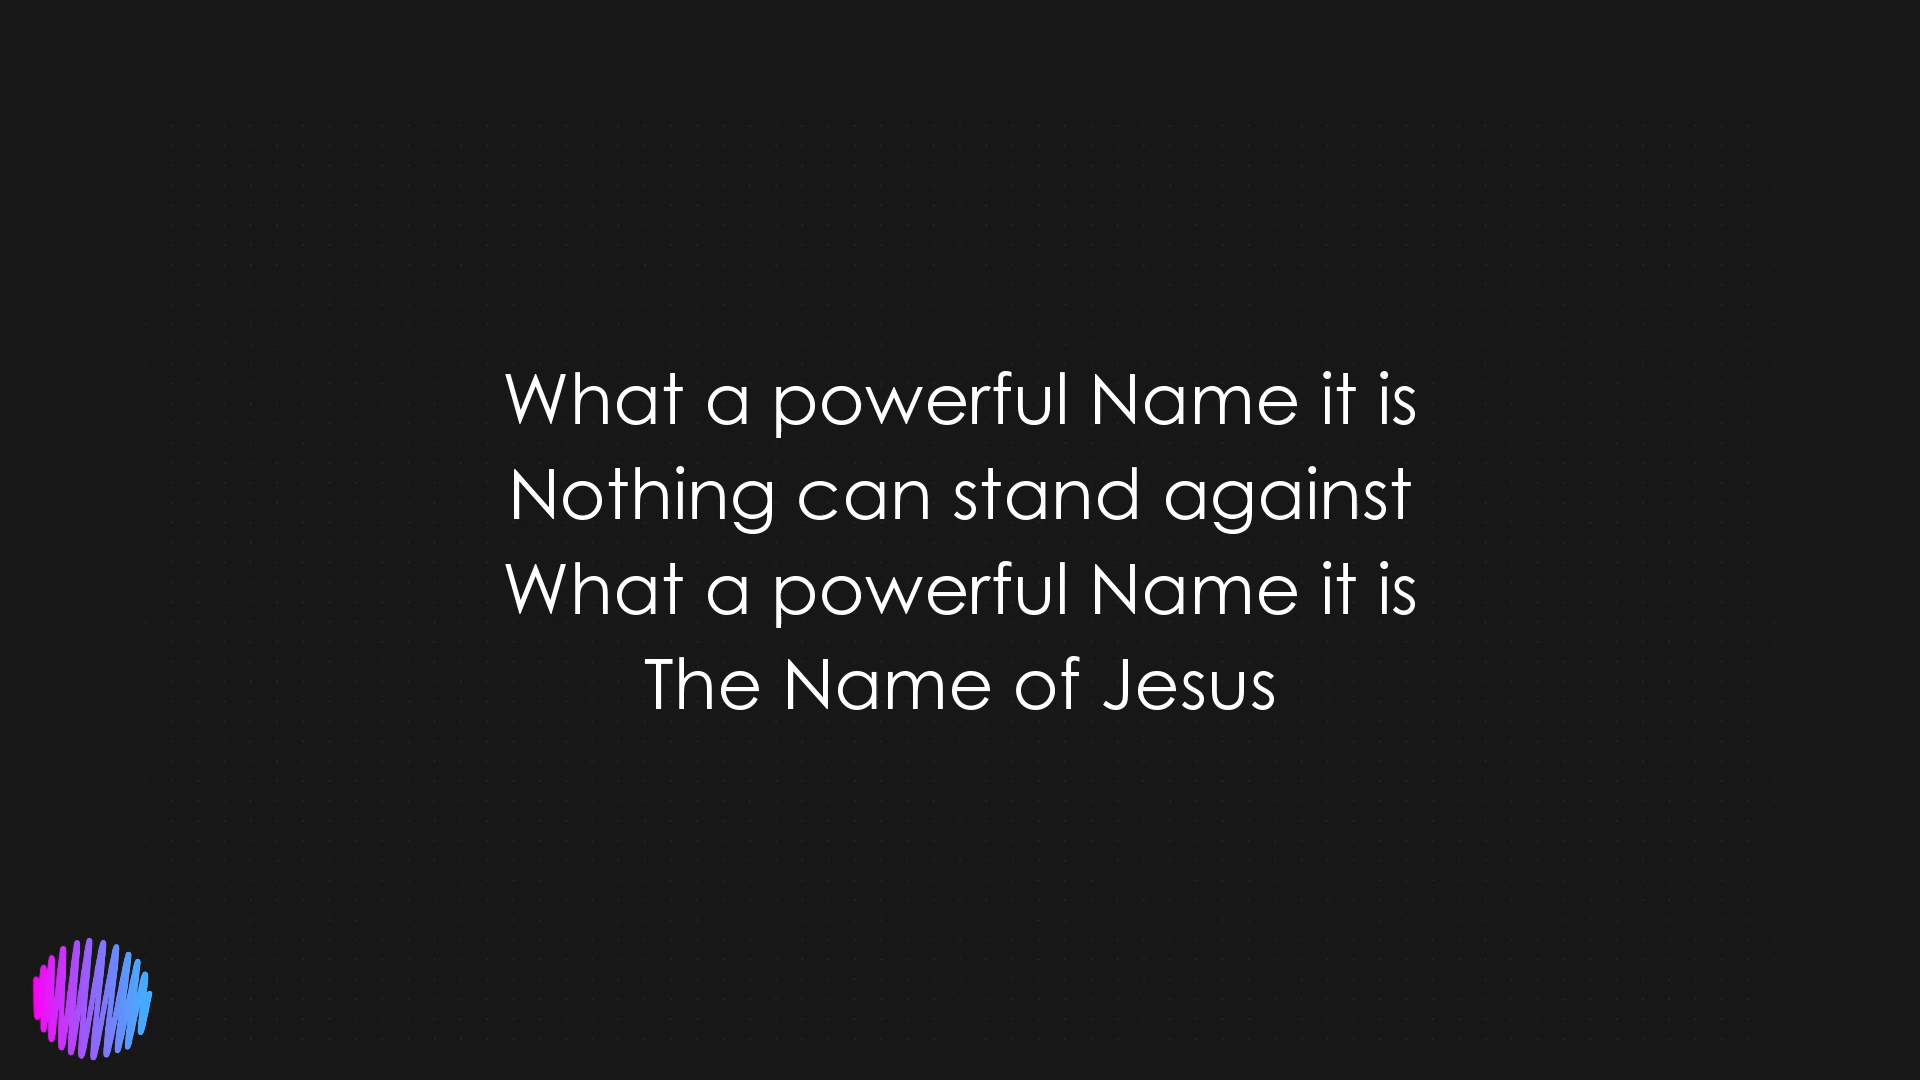 What a powerful Name it is
Nothing can stand against
What a powerful Name it is
The Name of Jesus